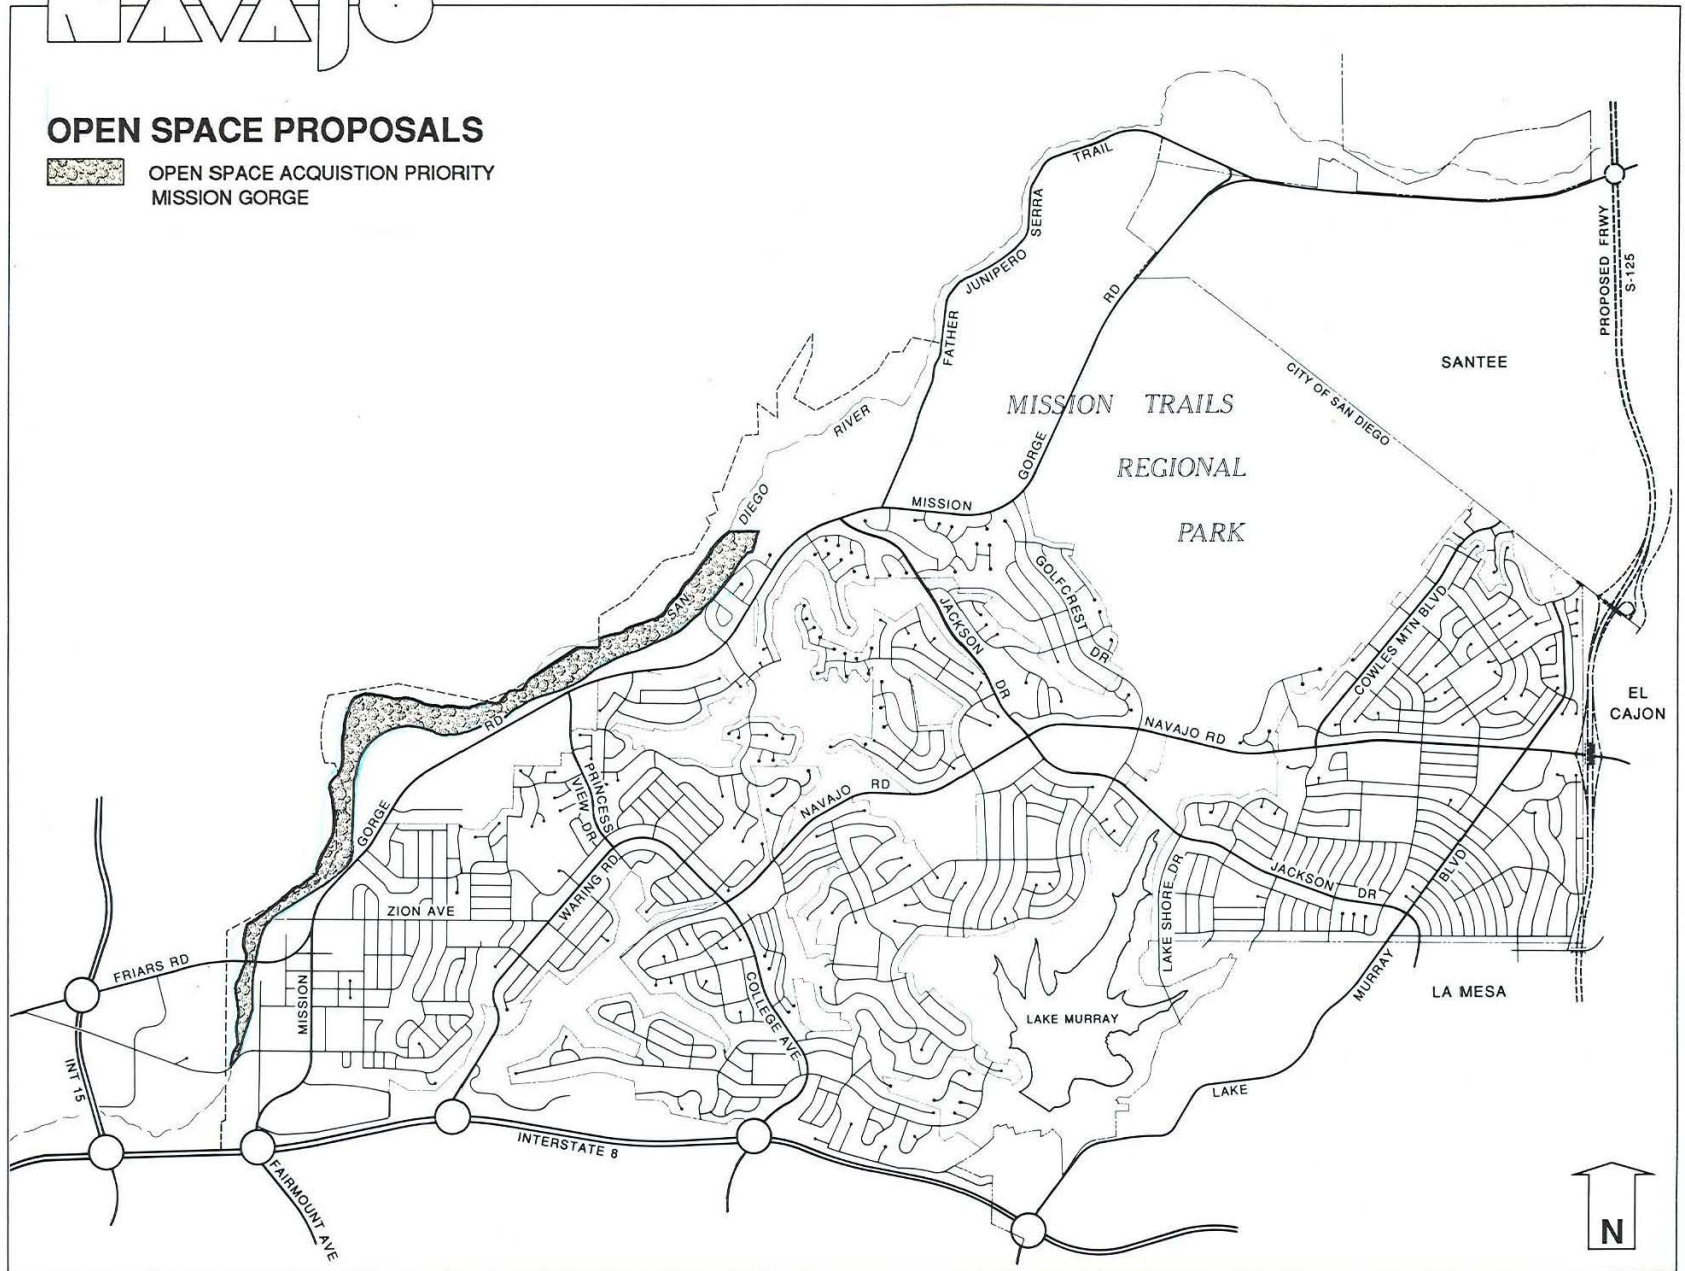 NAVAJO
OPEN SPACE PROPOSALS
OPEN SPACE ACQUISTION PRIORITY
MISSION GORGE
TRAIL
SERRA
JUNIPERO
FATHER
RD
GORGE
MISSION
PROPOSED FRWY
S-125
SANTEE
CITY OF SAN DIEGO
MISSION TRAILS
REGIONAL
PARK
RIVER
DIEGO
SAN
GOLFCREST
DR
JACKSON
DR
COWLES MTN BLVD
EL
CAJON
NAVAJO RD
RD
GORGE
PRINCESS
VIEW DR
NAVAJO RD
WARING RD
ZION AVE
LAKE SHORE DR
JACKSON DR
BLVD
MURRAY
LAKE
LA MESA
FRIARS RD
MISSION
COLLEGE AVE
LAKE MURRAY
INT 15
INTERSTATE 8
FAIRMOUNT AVE
N